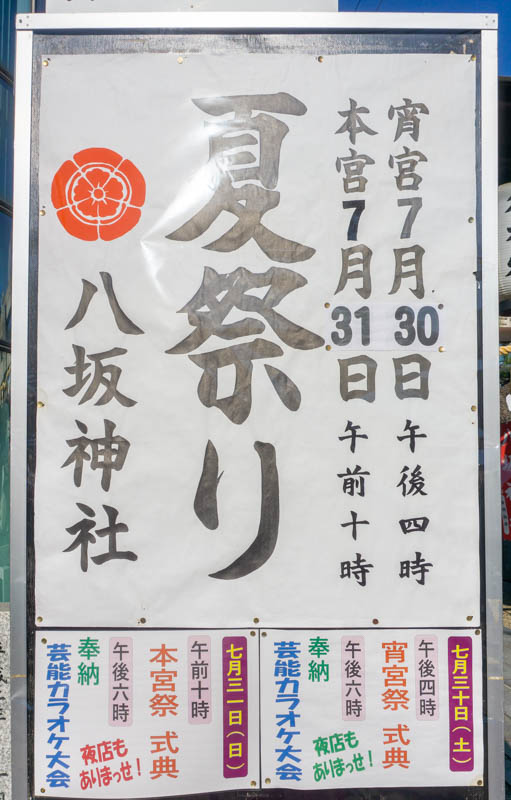 宵宮7月30日午後四時
本宮7月31日午前十時
夏祭り
八坂神社
七月三十日(土)
午後四時
宵宮祭 式典
午後六時
奉納
芸能カラオケ大会
夜店も
ありまっせ!
七月三一日(日)
午前十時
本宮祭 式典
午後六時
奉納
芸能カラオケ大会
夜店も
ありまっせ!